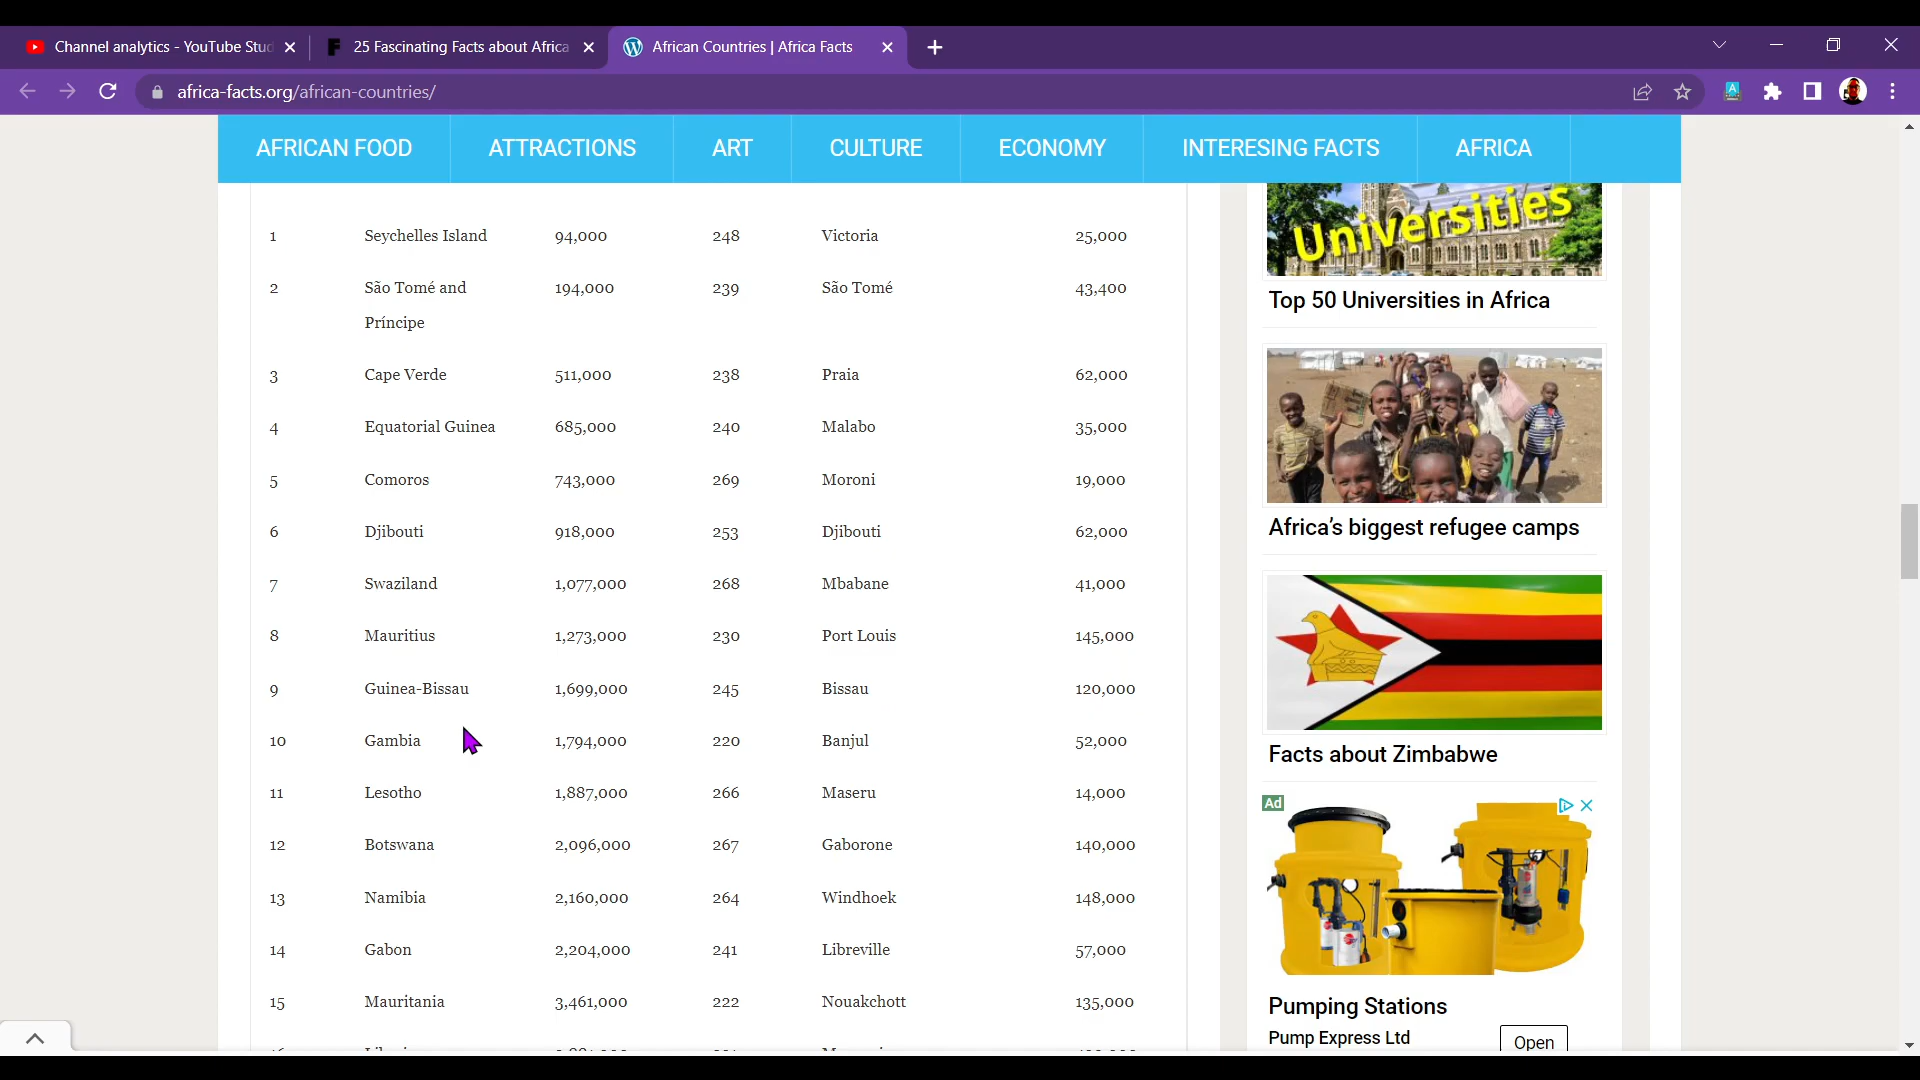 Channel analytics - YouTube Stud
25 Fascinating Facts about Africa
African Countries | Africa Facts
africa-facts.org/african-countries/
AFRICAN FOOD ATTRACTIONS ART CULTURE ECONOMY INTERESING FACTS AFRICA
1 Seychelles Island 94,000 248 Victoria 25,000
2 São Tomé and 194,000 239 São Tomé 43,400
Príncipe
3 Cape Verde 511,000 238 Praia 62,000
4 Equatorial Guinea 685,000 240 Malabo 35,000
5 Comoros 743,000 269 Moroni 19,000
6 Djibouti 918,000 253 Djibouti 62,000
7 Swaziland 1,077,000 268 Mbabane 41,000
8 Mauritius 1,273,000 230 Port Louis 145,000
9 Guinea-Bissau 1,699,000 245 Bissau 120,000
10 Gambia 1,794,000 220 Banjul 52,000
11 Lesotho 1,887,000 266 Maseru 14,000
12 Botswana 2,096,000 267 Gaborone 140,000
13 Namibia 2,160,000 264 Windhoek 148,000
14 Gabon 2,204,000 241 Libreville 57,000
15 Mauritania 3,461,000 222 Nouakchott 135,000
Universities
Top 50 Universities in Africa
Africa's biggest refugee camps
Facts about Zimbabwe
Ad
Pumping Stations
Pump Express Ltd
Open